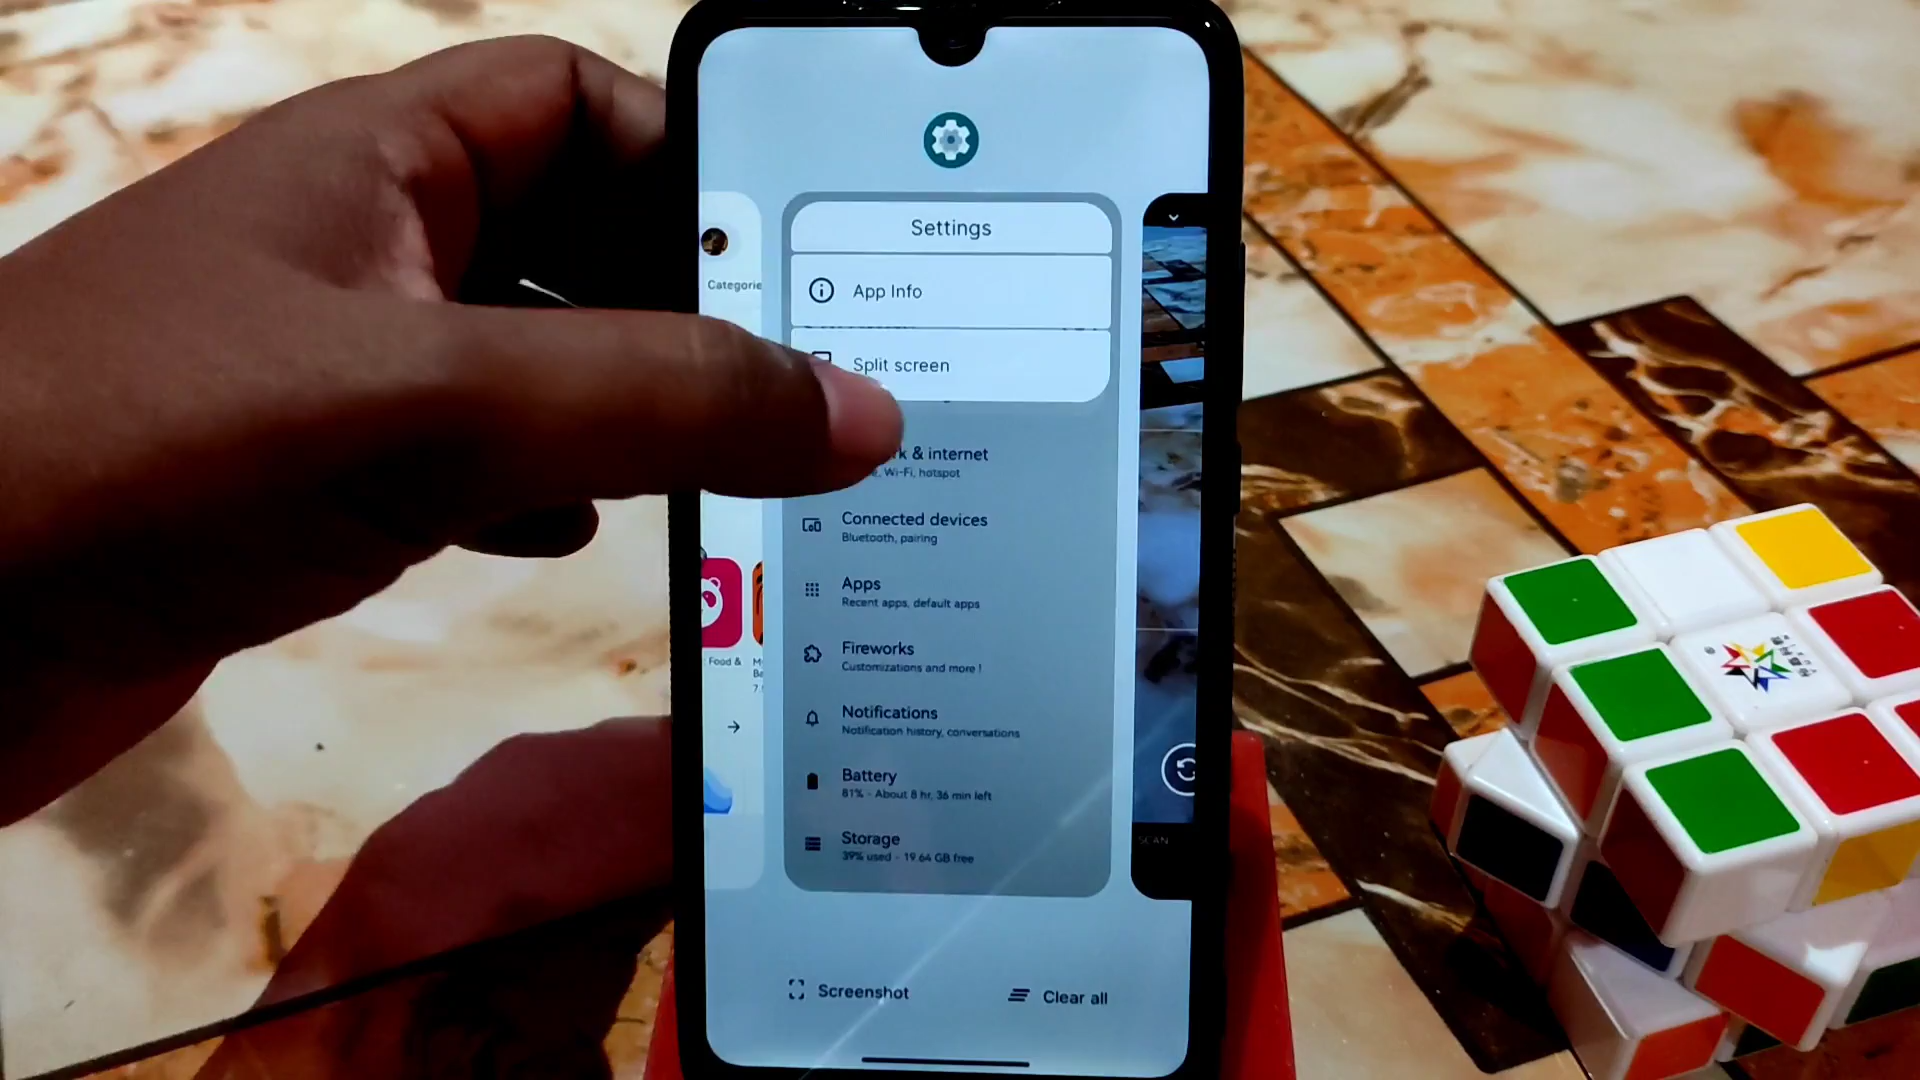 Settings
App Info
Split screen
Categorie
rk & internet
Wi-Fi, hotspot
Connected devices
Bluetooth, pairing
Apps
Recent apps, default apps
Fireworks
Customizations and more !
Food &
Notifications
Notification history, conversations
Battery
81% - About 8 hr, 36 min left
Storage
39% used - 19.64 GB free
SCAN
Screenshot
Clear all